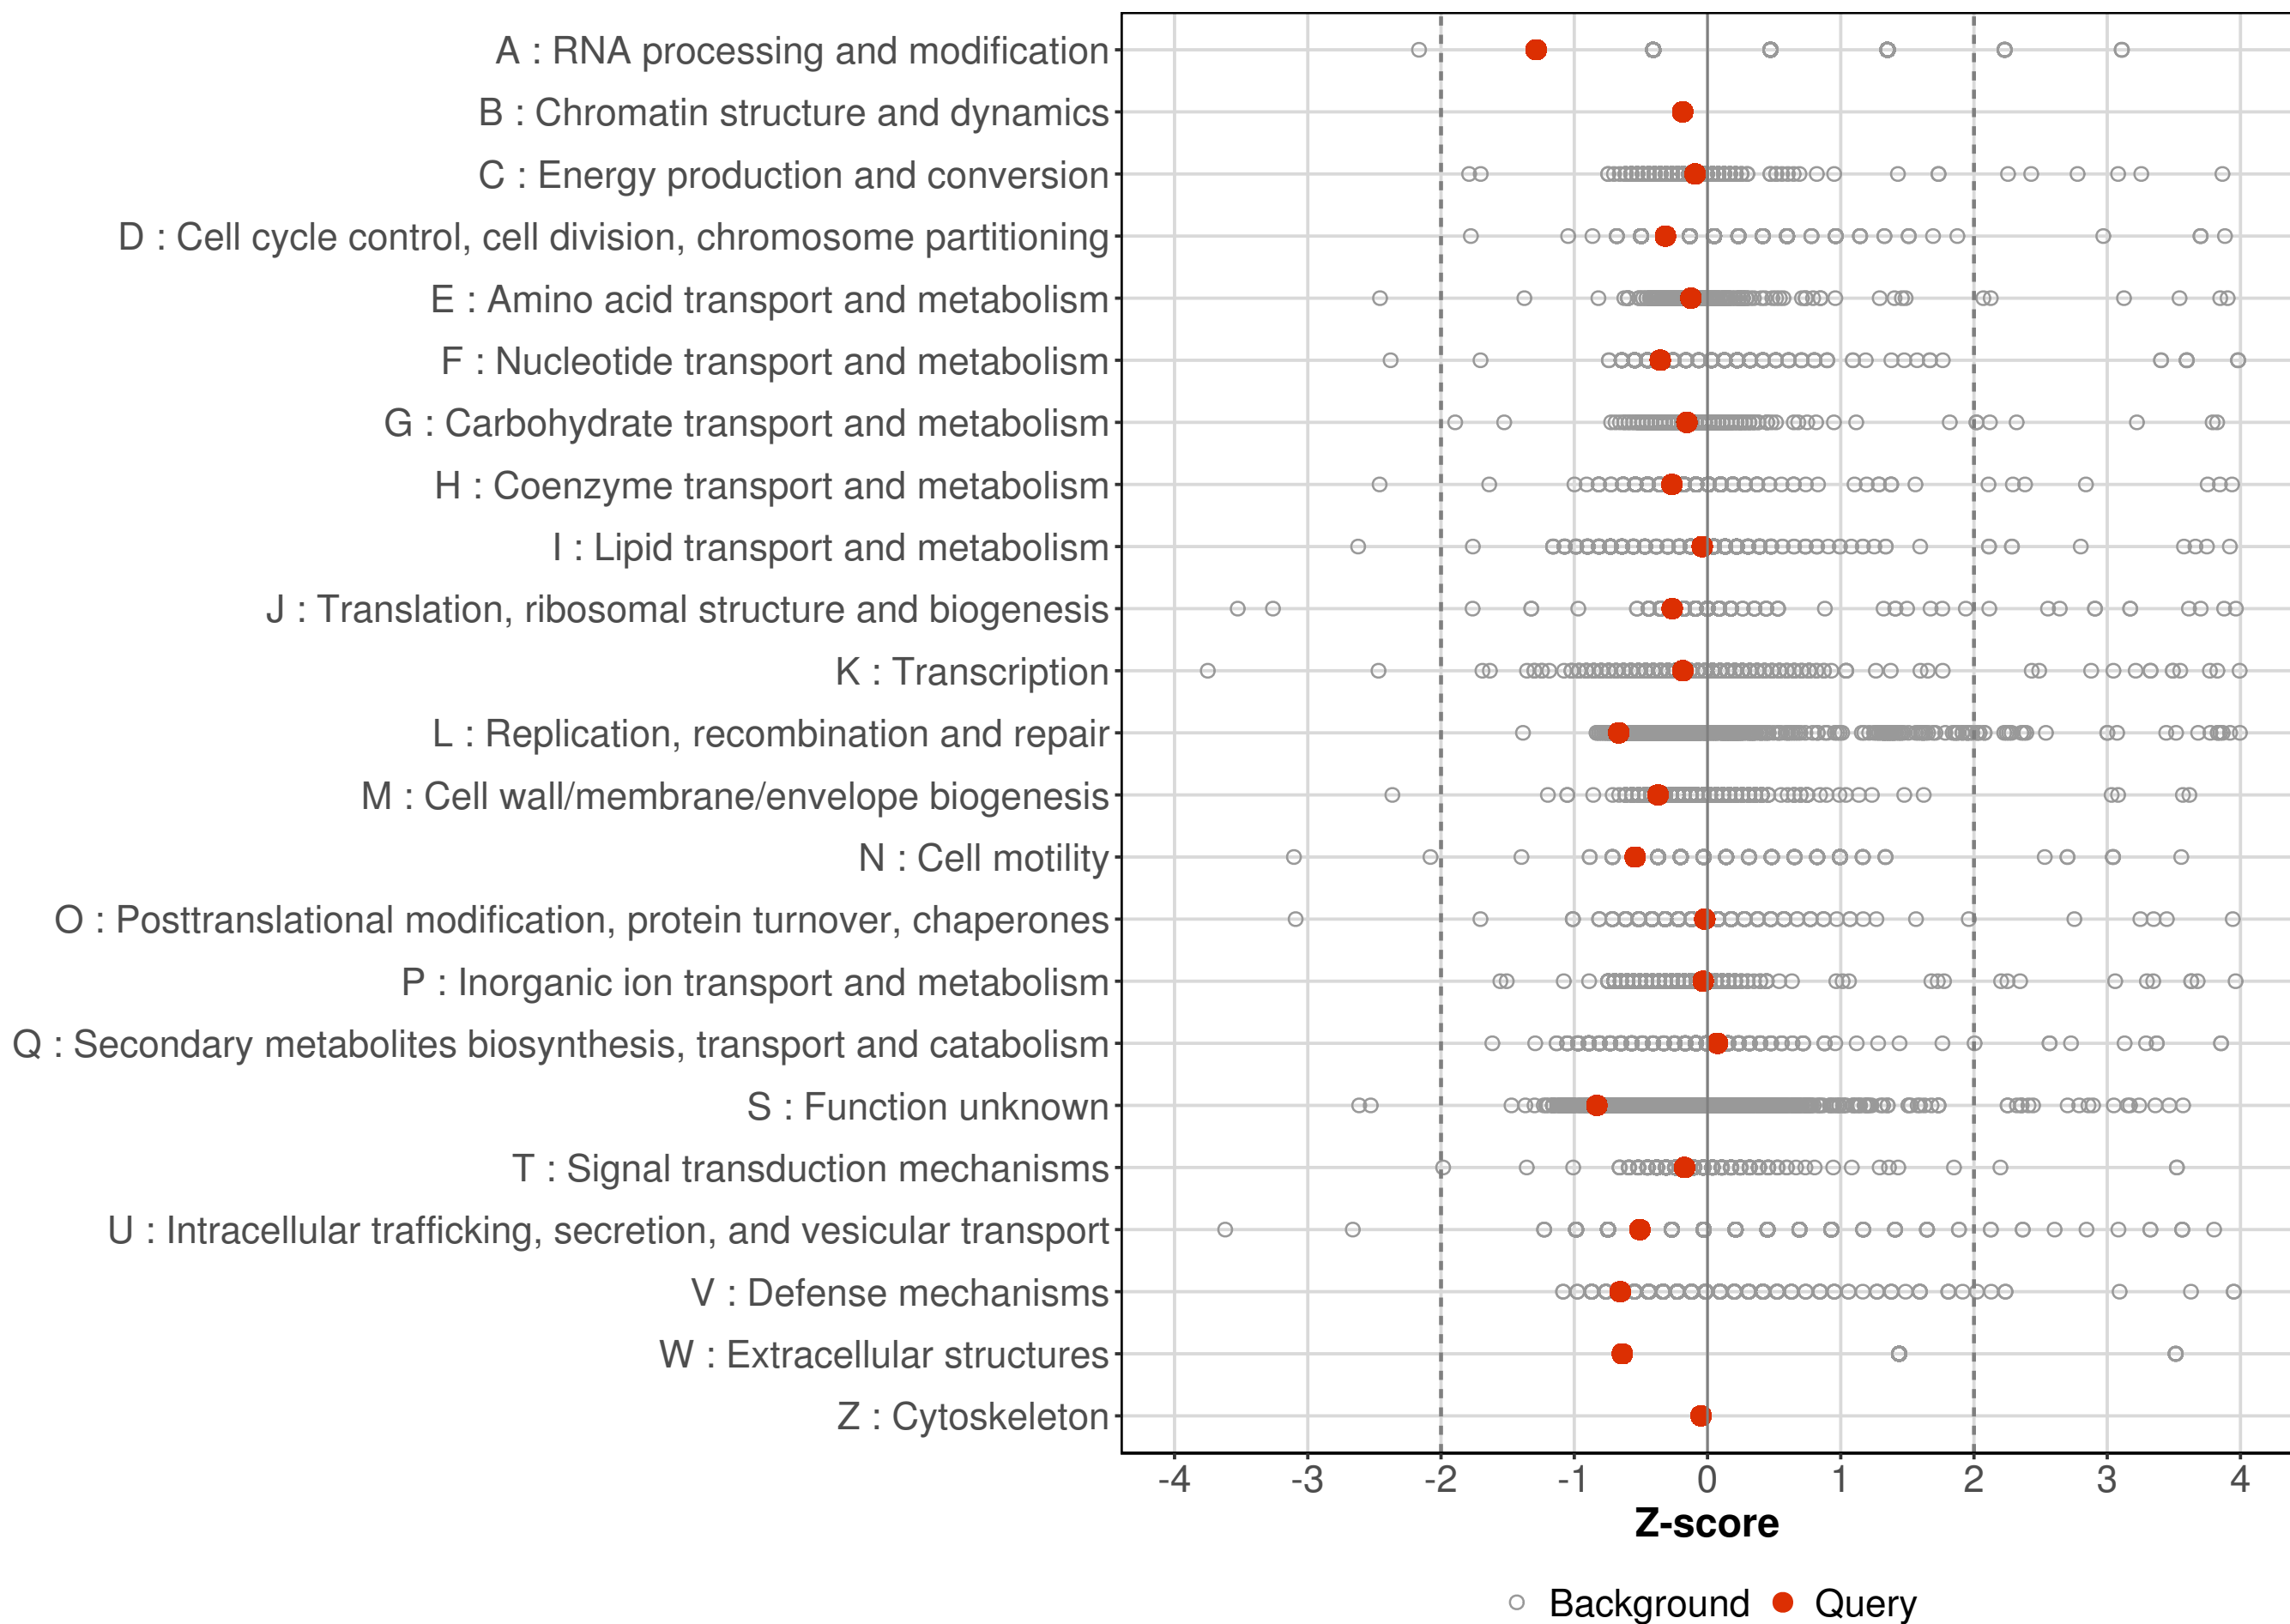 A : RNA processing and modification
B : Chromatin structure and dynamics
C : Energy production and conversion
D : Cell cycle control, cell division, chromosome partitioning
E : Amino acid transport and metabolism
F : Nucleotide transport and metabolism
G : Carbohydrate transport and metabolism
H : Coenzyme transport and metabolism
I : Lipid transport and metabolism
J : Translation, ribosomal structure and biogenesis
K : Transcription
L : Replication, recombination and repair
M : Cell wall/membrane/envelope biogenesis
N : Cell motility
O : Posttranslational modification, protein turnover, chaperones
P : Inorganic ion transport and metabolism
Q : Secondary metabolites biosynthesis, transport and catabolism
S : Function unknown
T : Signal transduction mechanisms
U : Intracellular trafficking, secretion, and vesicular transport
V : Defense mechanisms
W : Extracellular structures
Z : Cytoskeleton
-4 -3 -2 -1 0 1 2 3 4
Z-score
Background Query